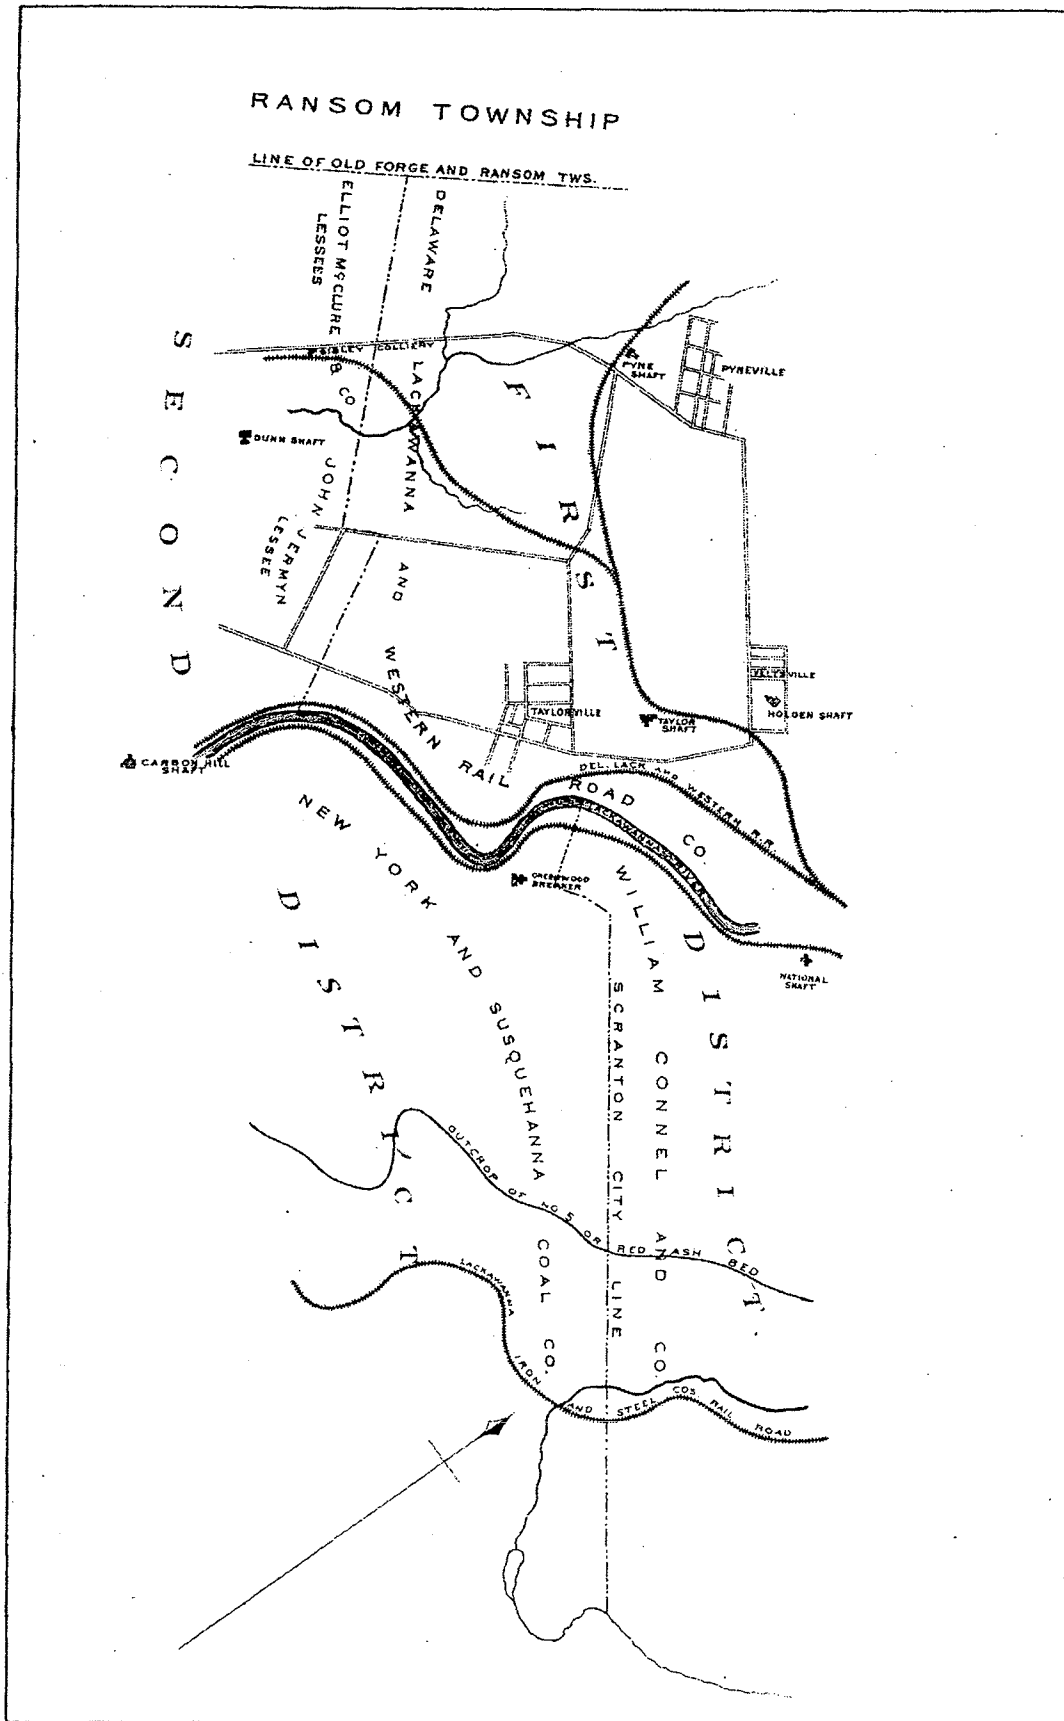 RANSOM TOWNSHIP
LINE OF OLD FORGE AND RANSOM TWS.
ELLIOT McCLURE & CO
LESSEES
DELAWARE
LACKAWANNA
AND
WESTERN
RAIL
ROAD
CO.
SIBLEY COLLIERY
PYNE
SHAFT
PYNEVILLE
DUNN SHAFT
JOHN JERMYN
LESSEE
FIRST
DISTRICT
SECOND
DISTRICT
TAYLORVILLE
TAYLOR
SHAFT
HOLDEN SHAFT
CARBON HILL
SHAFT
DEL. LACK AND WESTERN R.R.
LACKAWANNA RIVER
GREENWOOD
BREAKER
NATIONAL
SHAFT
NEW YORK AND SUSQUEHANNA COAL CO.
WILLIAM CONNEL AND CO.
SCRANTON CITY LINE
OUTCROP OF NO 5 OR RED ASH BED
LACKAWANNA IRON AND STEEL COS. RAIL ROAD